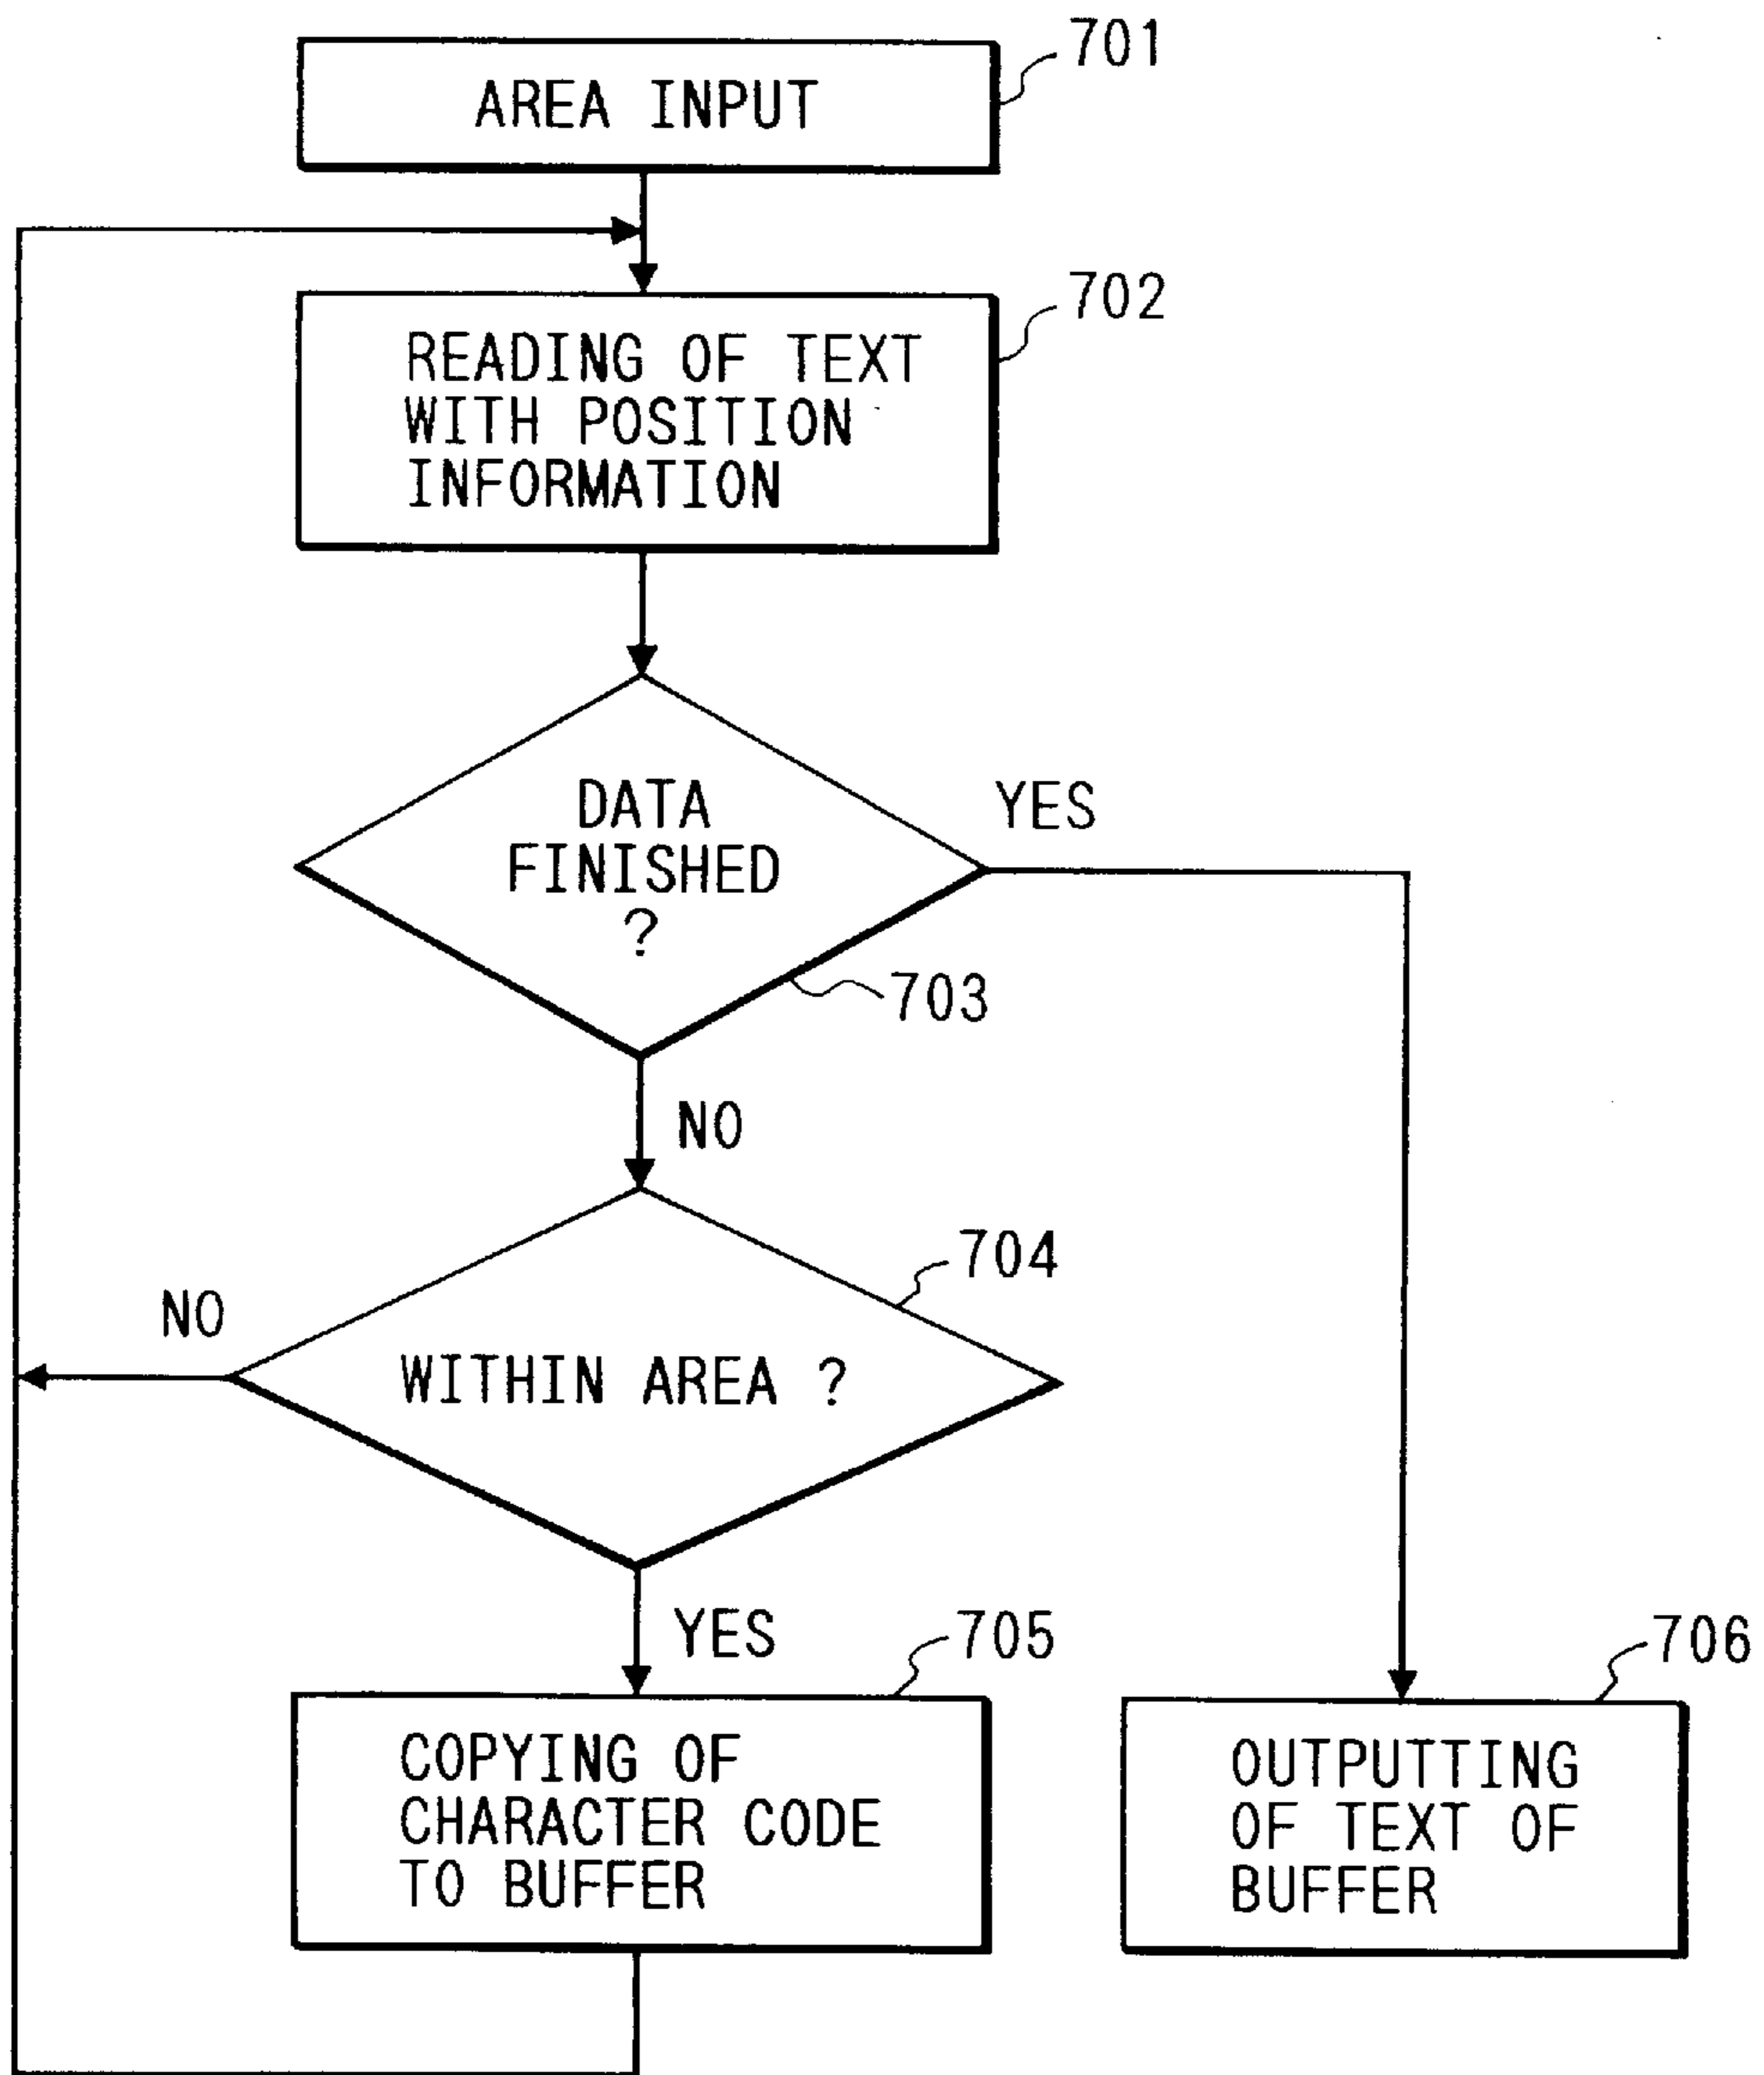 701
AREA INPUT
702
READING OF TEXT
WITH POSITION
INFORMATION
DATA
FINISHED
?
YES
703
NO
704
NO
WITHIN AREA ?
YES
705
706
COPYING OF
CHARACTER CODE
TO BUFFER
OUTPUTTING
OF TEXT OF
BUFFER